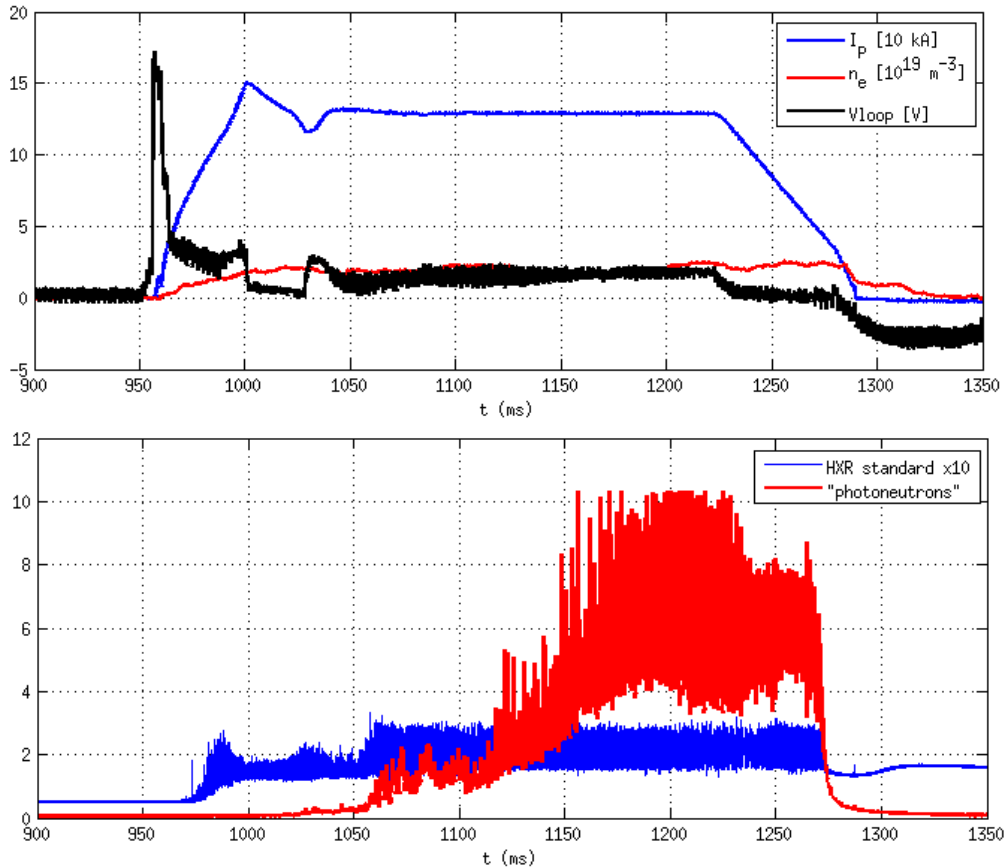 20
15
10
5
0
-5
900 950 1000 1050 1100 1150 1200 1250 1300 1350
t (ms)
I_p [10 kA]
n_e [10^19 m^-3]
Vloop [V]
12
10
8
6
4
2
0
900 950 1000 1050 1100 1150 1200 1250 1300 1350
t (ms)
HXR standard x10
"photoneutrons"